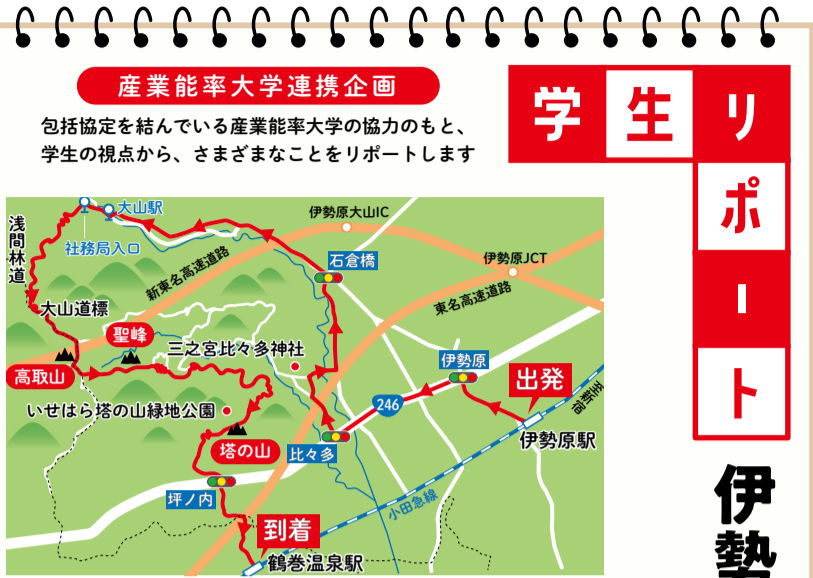 産業能率大学連携企画
包括協定を結んでいる産業能率大学の協力のもと、
学生の視点から、さまざまなことをリポートします
学生リポート
伊勢
大山駅
社務局入口
浅間林道
伊勢原大山IC
石倉橋
伊勢原JCT
新東名高速道路
東名高速道路
大山道標
聖峰
三之宮比々多神社
高取山
伊勢原
出発
至新宿
246
いせはら塔の山緑地公園
伊勢原駅
塔の山
比々多
坪ノ内
小田急線
到着
鶴巻温泉駅